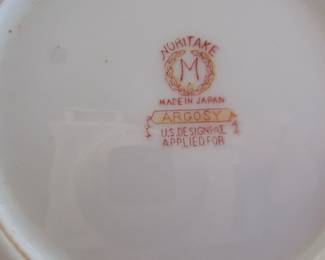 NORITAKE
M
MADE IN JAPAN
ARGOSY
U.S. DESIGN PAT.
APPLIED FOR